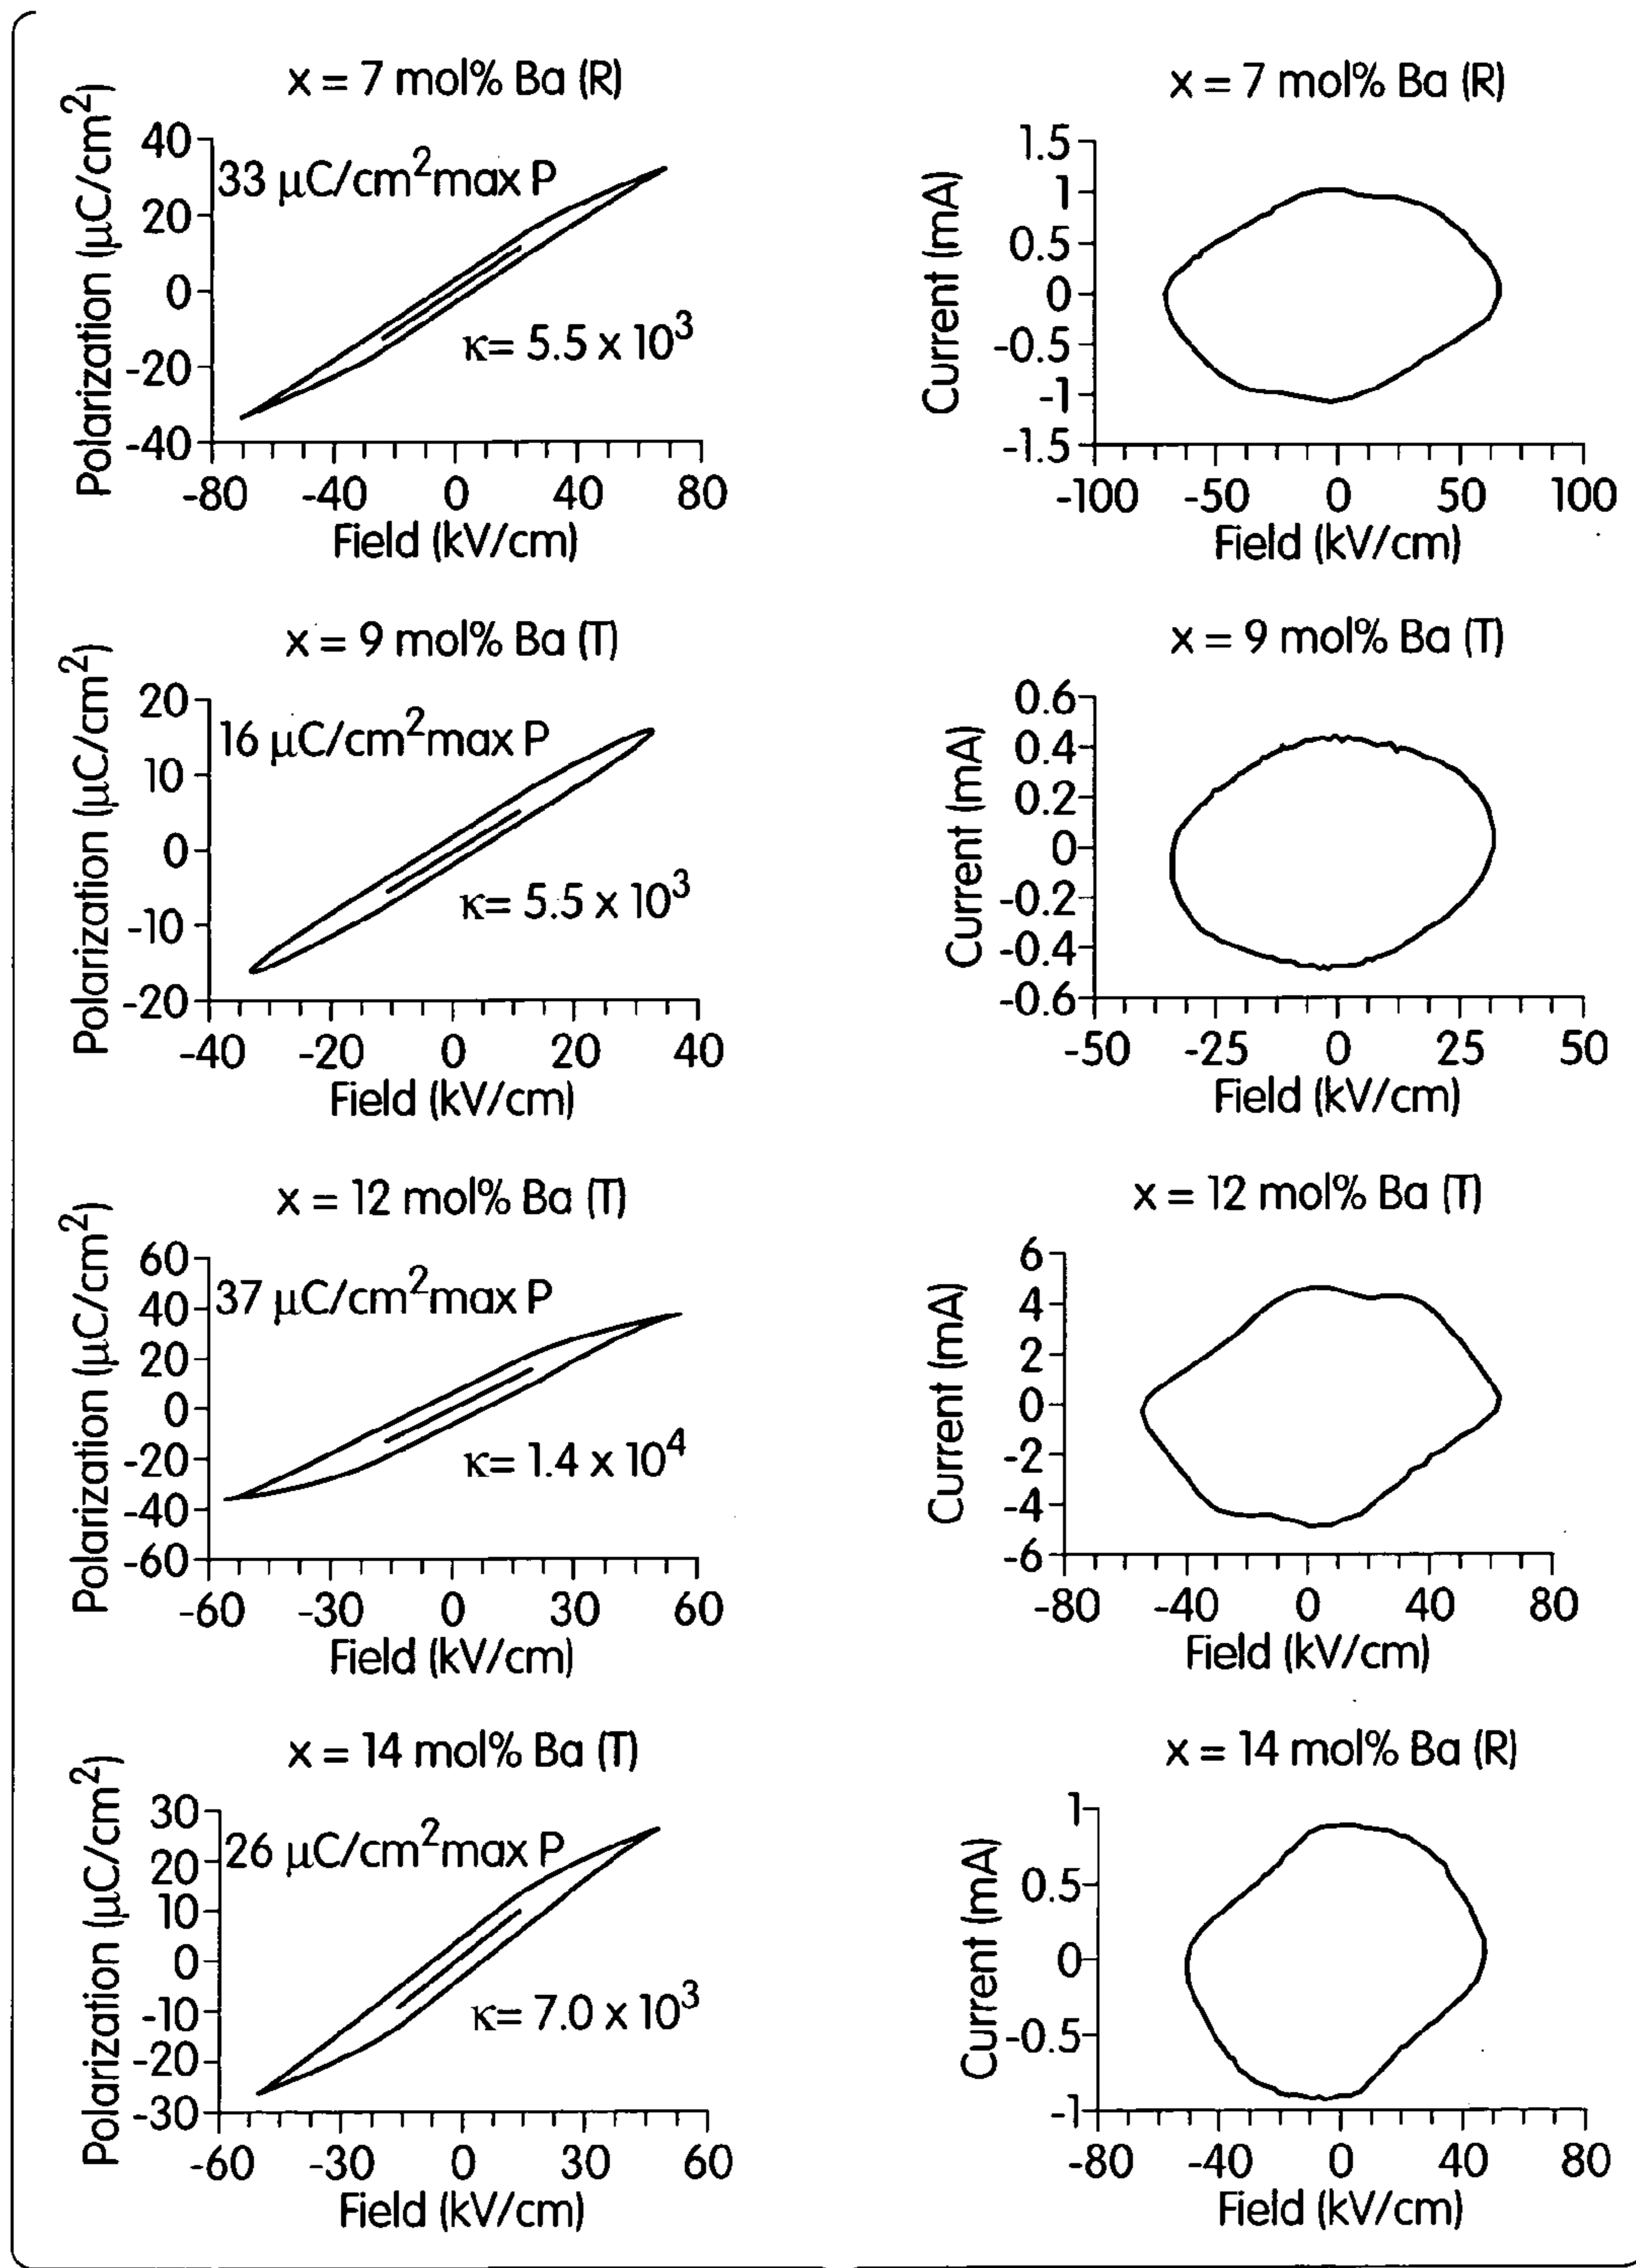 x = 7 mol% Ba (R)
Polarization (μC/cm²)
40
20
0
-20
-40
33 μC/cm²max P
κ= 5.5 x 10³
-80 -40 0 40 80
Field (kV/cm)
x = 7 mol% Ba (R)
Current (mA)
1.5
1
0.5
0
-0.5
-1
-1.5
-100 -50 0 50 100
Field (kV/cm)
x = 9 mol% Ba (T)
Polarization (μC/cm²)
20
10
0
-10
-20
16 μC/cm²max P
κ= 5.5 x 10³
-40 -20 0 20 40
Field (kV/cm)
x = 9 mol% Ba (T)
Current (mA)
0.6
0.4
0.2
0
-0.2
-0.4
-0.6
-50 -25 0 25 50
Field (kV/cm)
x = 12 mol% Ba (T)
Polarization (μC/cm²)
60
40
20
0
-20
-40
-60
37 μC/cm²max P
κ= 1.4 x 10⁴
-60 -30 0 30 60
Field (kV/cm)
x = 12 mol% Ba (T)
Current (mA)
6
4
2
0
-2
-4
-6
-80 -40 0 40 80
Field (kV/cm)
x = 14 mol% Ba (T)
Polarization (μC/cm²)
30
20
10
0
-10
-20
-30
26 μC/cm²max P
κ= 7.0 x 10³
-60 -30 0 30 60
Field (kV/cm)
x = 14 mol% Ba (R)
Current (mA)
1
0.5
0
-0.5
-1
-80 -40 0 40 80
Field (kV/cm)